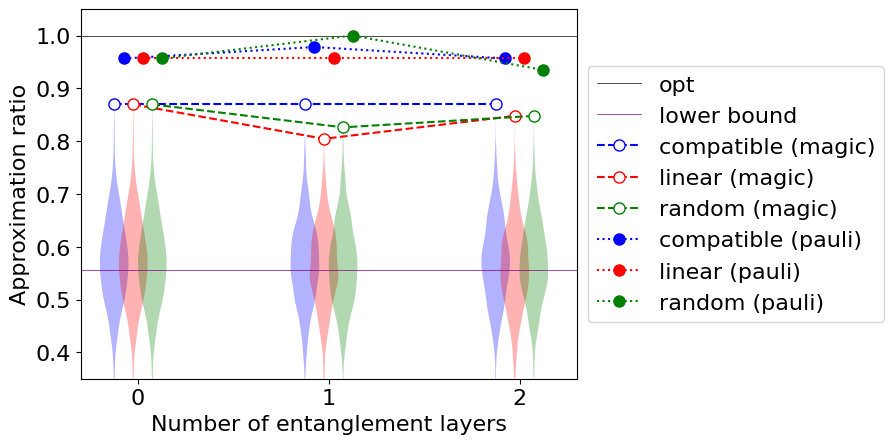 1.0
0.9
0.8
0.7
0.6
0.5
0.4
Approximation ratio
0 1 2
Number of entanglement layers
opt
lower bound
compatible (magic)
linear (magic)
random (magic)
compatible (pauli)
linear (pauli)
random (pauli)